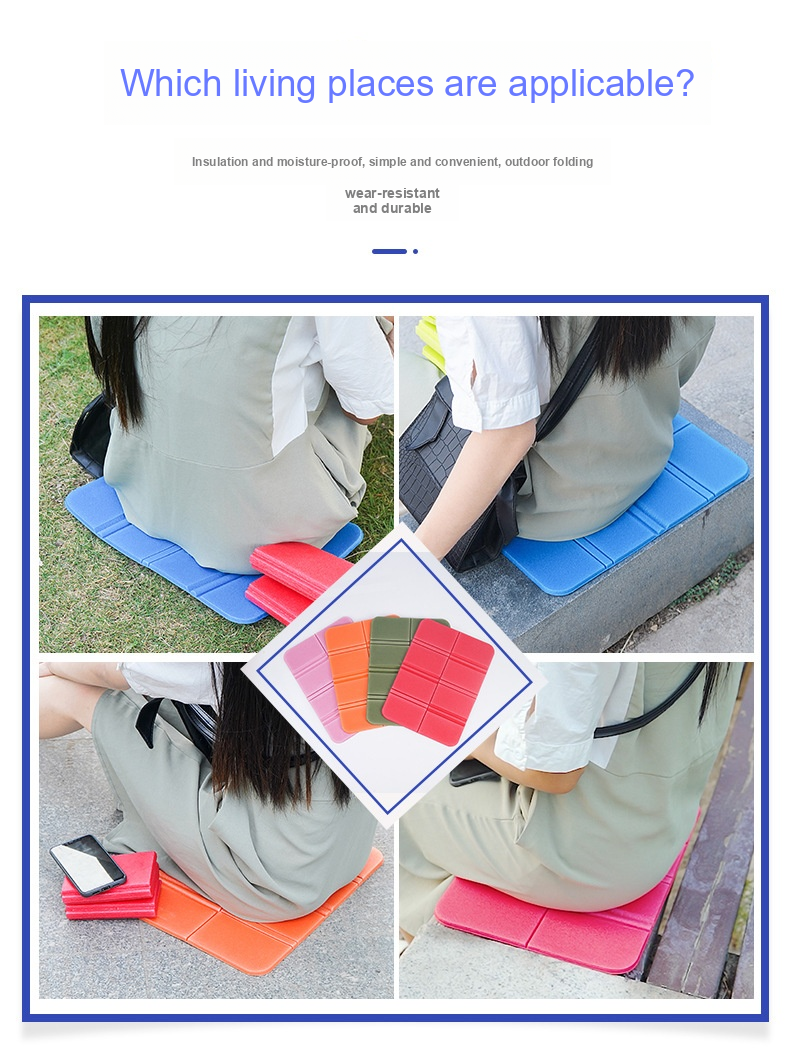 Which living places are applicable?
Insulation and moisture-proof, simple and convenient, outdoor folding
wear-resistant
and durable